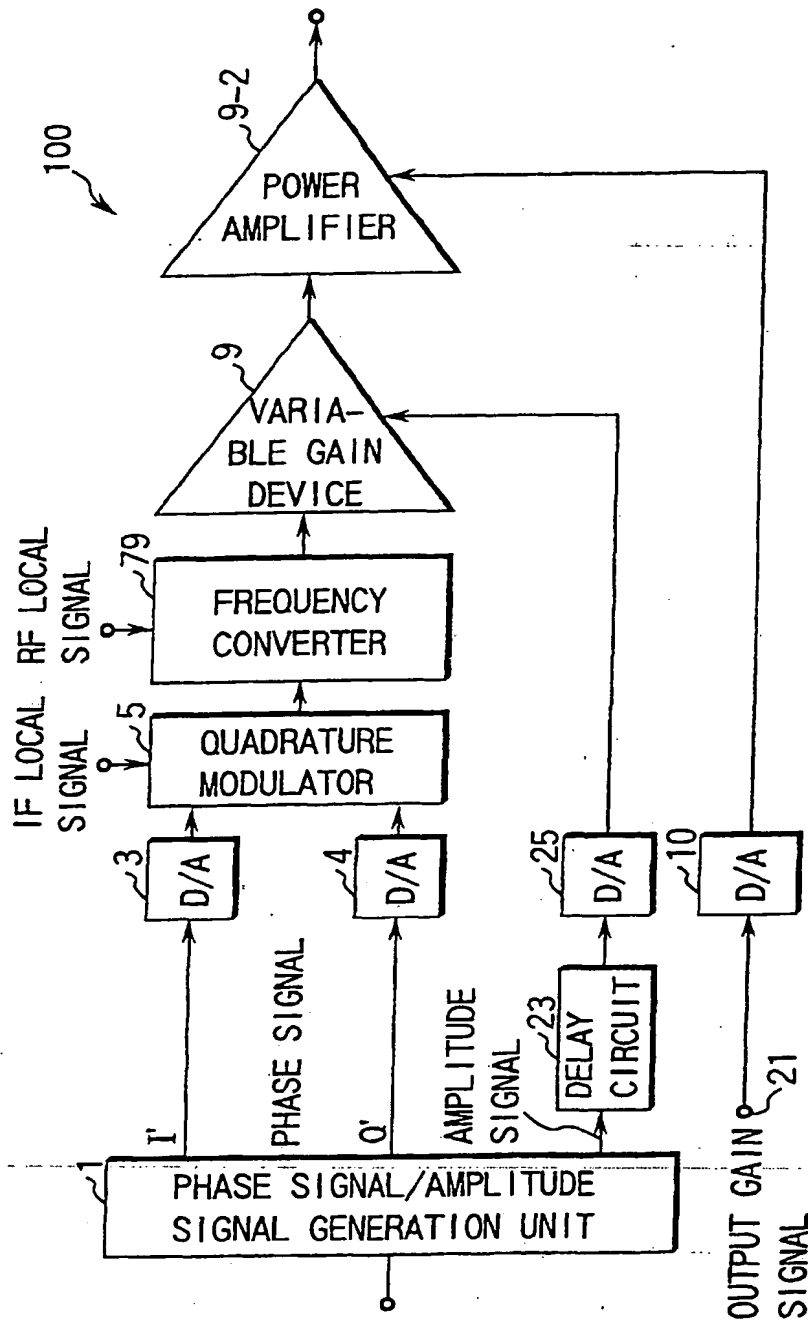 100
9-2
POWER
AMPLIFIER
9
VARIA-
BLE GAIN
DEVICE
RF LOCAL
SIGNAL
79
FREQUENCY
CONVERTER
IF LOCAL
SIGNAL
5
QUADRATURE
MODULATOR
3
D/A
4
D/A
25
D/A
10
D/A
I'
PHASE SIGNAL
Q'
AMPLITUDE
SIGNAL
23
DELAY
CIRCUIT
1
PHASE SIGNAL/AMPLITUDE
SIGNAL GENERATION UNIT
OUTPUT GAIN
SIGNAL
21